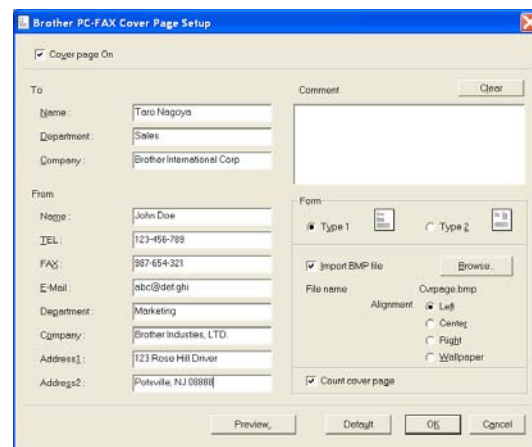 Brother PC-FAX Cover Page Setup
Cover page On
To
Name : Taro Nagoya
Department : Sales
Company : Brother International Corp
From
Name : John Doe
TEL : 123-456-789
FAX : 987-654-321
E-Mail : abc@def.ghi
Department : Marketing
Company : Brother Industies, LTD.
Address1 : 123 Rose Hill Driver
Address2 : Potsville, NJ 08888
Comment
Clear
Form
Type 1
Type 2
Import BMP file
Browse..
File name Cvrpage.bmp
Alignment Left
Center
Right
Wallpaper
Count cover page
Preview,
Default
OK
Cancel